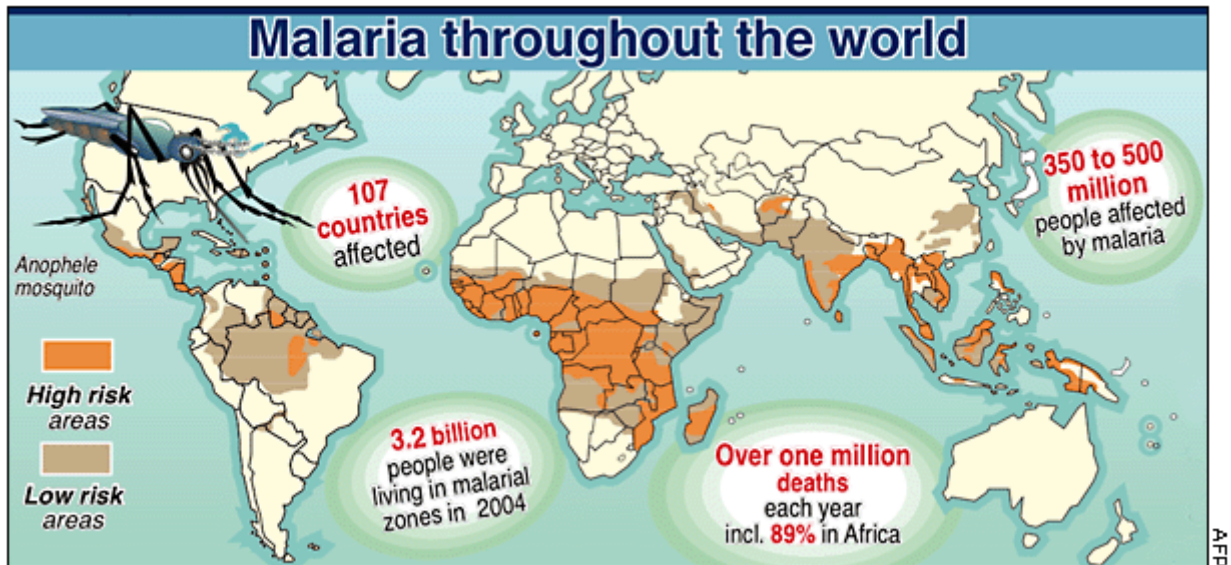 Malaria throughout the world
107
countries
affected
350 to 500
million
people affected
by malaria
Anophele
mosquito
High risk
areas
Low risk
areas
3.2 billion
people were
living in malarial
zones in 2004
Over one million
deaths
each year
incl. 89% in Africa
AFP